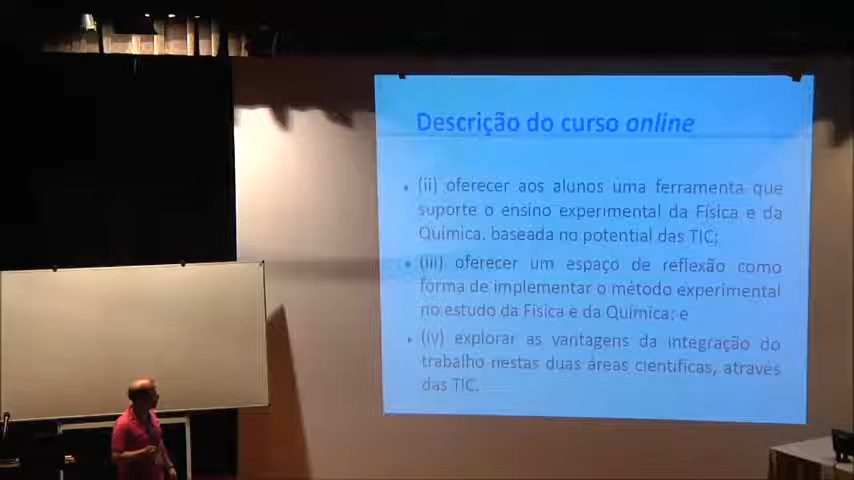 Descrição do curso online
• (ii) oferecer aos alunos uma ferramenta que
suporte o ensino experimental da Física e da
Química, baseada no potential das TIC;
• (iii) oferecer um espaço de reflexão como
forma de implementar o método experimental
no estudo da Física e da Química; e
• (iv) explorar as vantagens da integração do
trabalho nestas duas áreas científicas, através
das TIC.